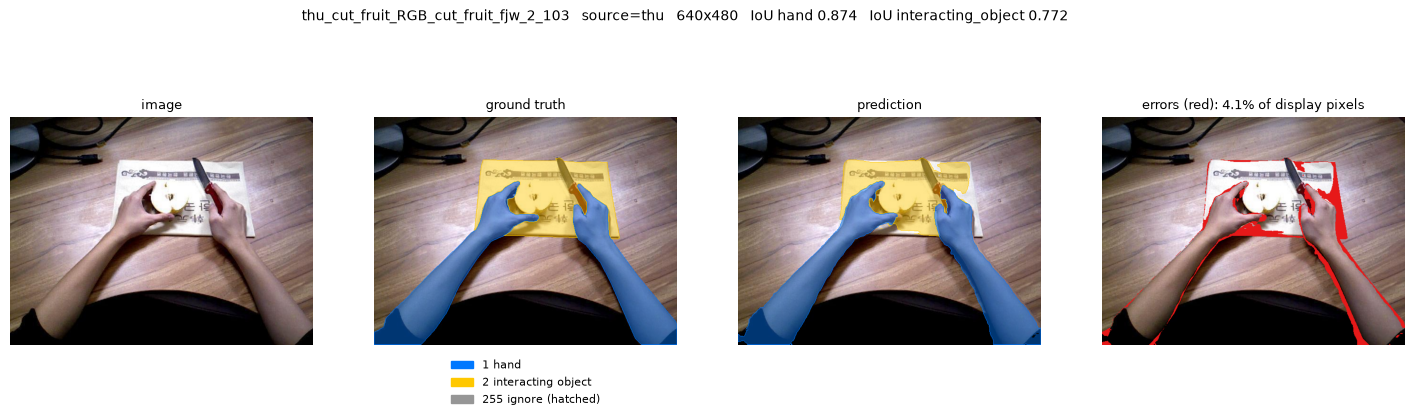 thu_cut_fruit_RGB_cut_fruit_fjw_2_103 source=thu 640x480 IoU hand 0.874 IoU interacting_object 0.772
image
ground truth
prediction
errors (red): 4.1% of display pixels
1 hand
2 interacting object
255 ignore (hatched)